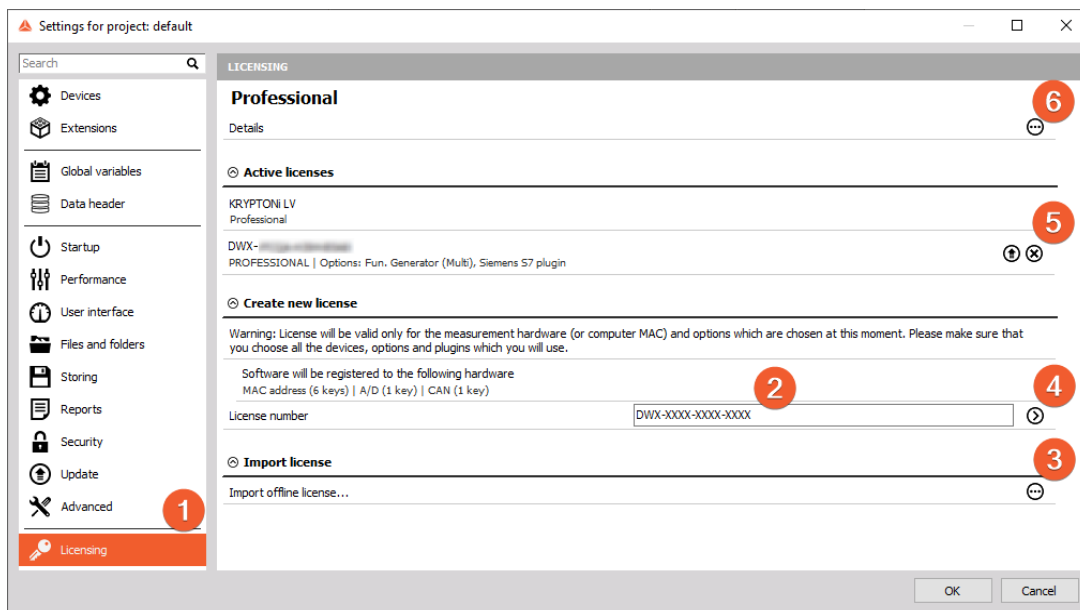 Settings for project: default
Search
Devices
Extensions
Global variables
Data header
Startup
Performance
User interface
Files and folders
Storing
Reports
Security
Update
Advanced
1
Licensing
LICENSING
Professional
6
Details
Active licenses
KRYPTONi LV
Professional
5
DWX-
PROFESSIONAL | Options: Fun. Generator (Multi), Siemens S7 plugin
Create new license
Warning: License will be valid only for the measurement hardware (or computer MAC) and options which are chosen at this moment. Please make sure that
you choose all the devices, options and plugins which you will use.
Software will be registered to the following hardware
MAC address (6 keys) | A/D (1 key) | CAN (1 key)
2
4
License number
DWX-XXXX-XXXX-XXXX
Import license
3
Import offline license...
OK
Cancel